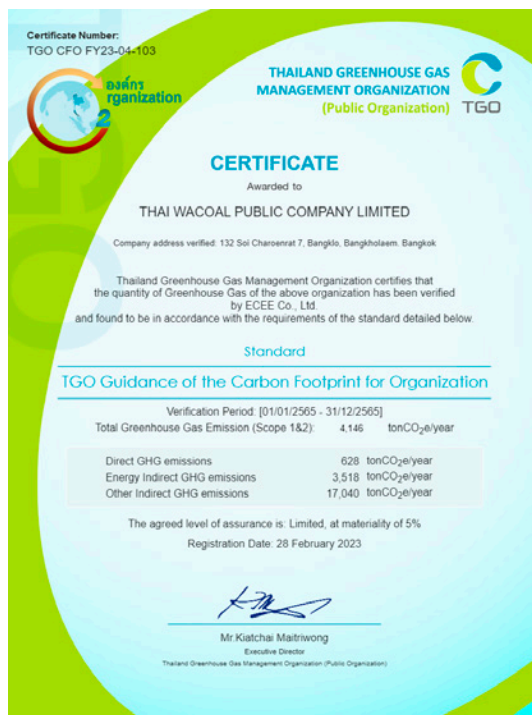 Certificate Number:
TGO CFO FY23-04-103
องค์กร
rganization
2
THAILAND GREENHOUSE GAS
MANAGEMENT ORGANIZATION
(Public Organization)
TGO
TGO
CERTIFICATE
Awarded to
THAI WACOAL PUBLIC COMPANY LIMITED
Company address verified: 132 Soi Charoenrat 7, Bangklo, Bangkholaem. Bangkok
Thailand Greenhouse Gas Management Organization certifies that
the quantity of Greenhouse Gas of the above organization has been verified
by ECEE Co., Ltd.
and found to be in accordance with the requirements of the standard detailed below.
Standard
TGO Guidance of the Carbon Footprint for Organization
Verification Period: [01/01/2565 - 31/12/2565]
Total Greenhouse Gas Emission (Scope 1&2): 4,146 tonCO₂e/year
Direct GHG emissions 628 tonCO₂e/year
Energy Indirect GHG emissions 3,518 tonCO₂e/year
Other Indirect GHG emissions 17,040 tonCO₂e/year
The agreed level of assurance is: Limited, at materiality of 5%
Registration Date: 28 February 2023
Mr.Kiatchai Maitriwong
Executive Director
Thailand Greenhouse Gas Management Organization (Public Organization)